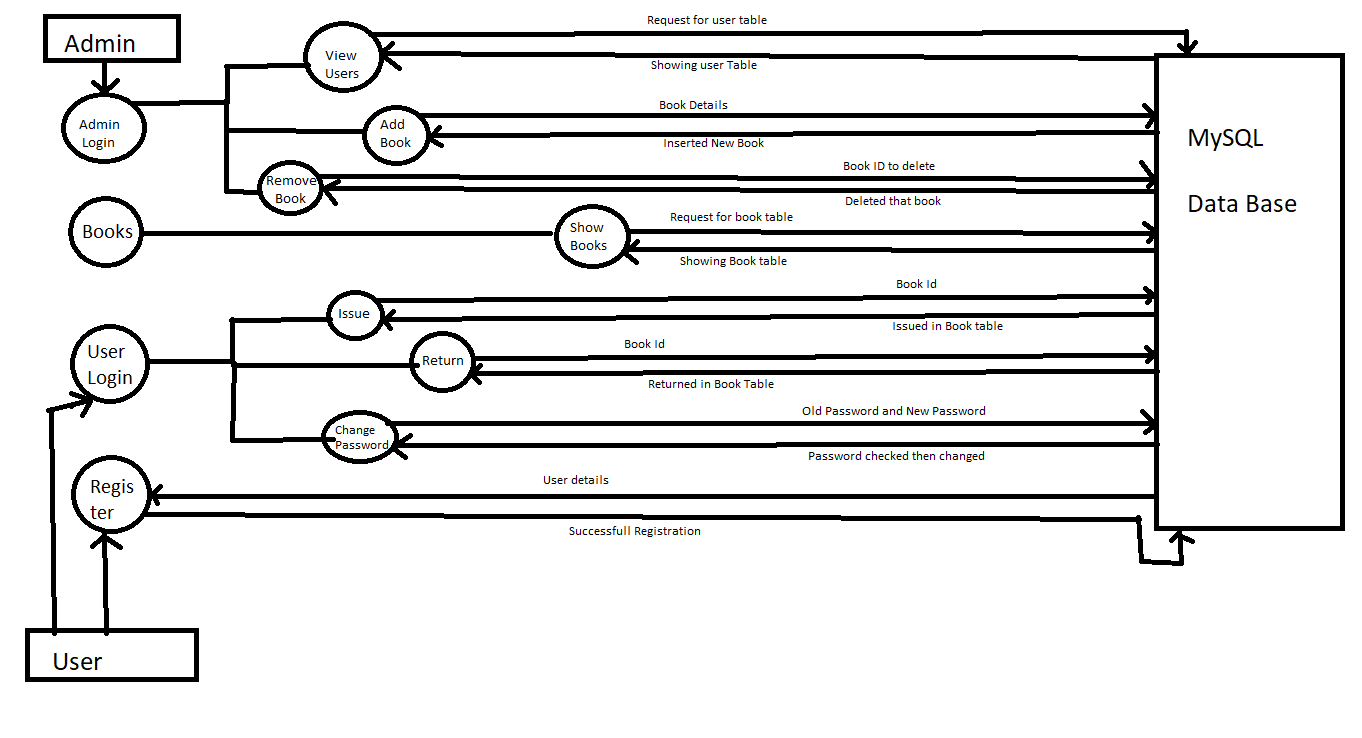 Admin
Request for user table
View
Users
Showing user Table
Admin
Login
Book Details
Add
Book
Inserted New Book
MySQL
Data Base
Book ID to delete
Remove
Book
Deleted that book
Books
Show
Books
Request for book table
Showing Book table
Book Id
Issue
Issued in Book table
User
Login
Book Id
Return
Returned in Book Table
Old Password and New Password
Change
Password
Password checked then changed
Regis
ter
User details
Successfull Registration
User